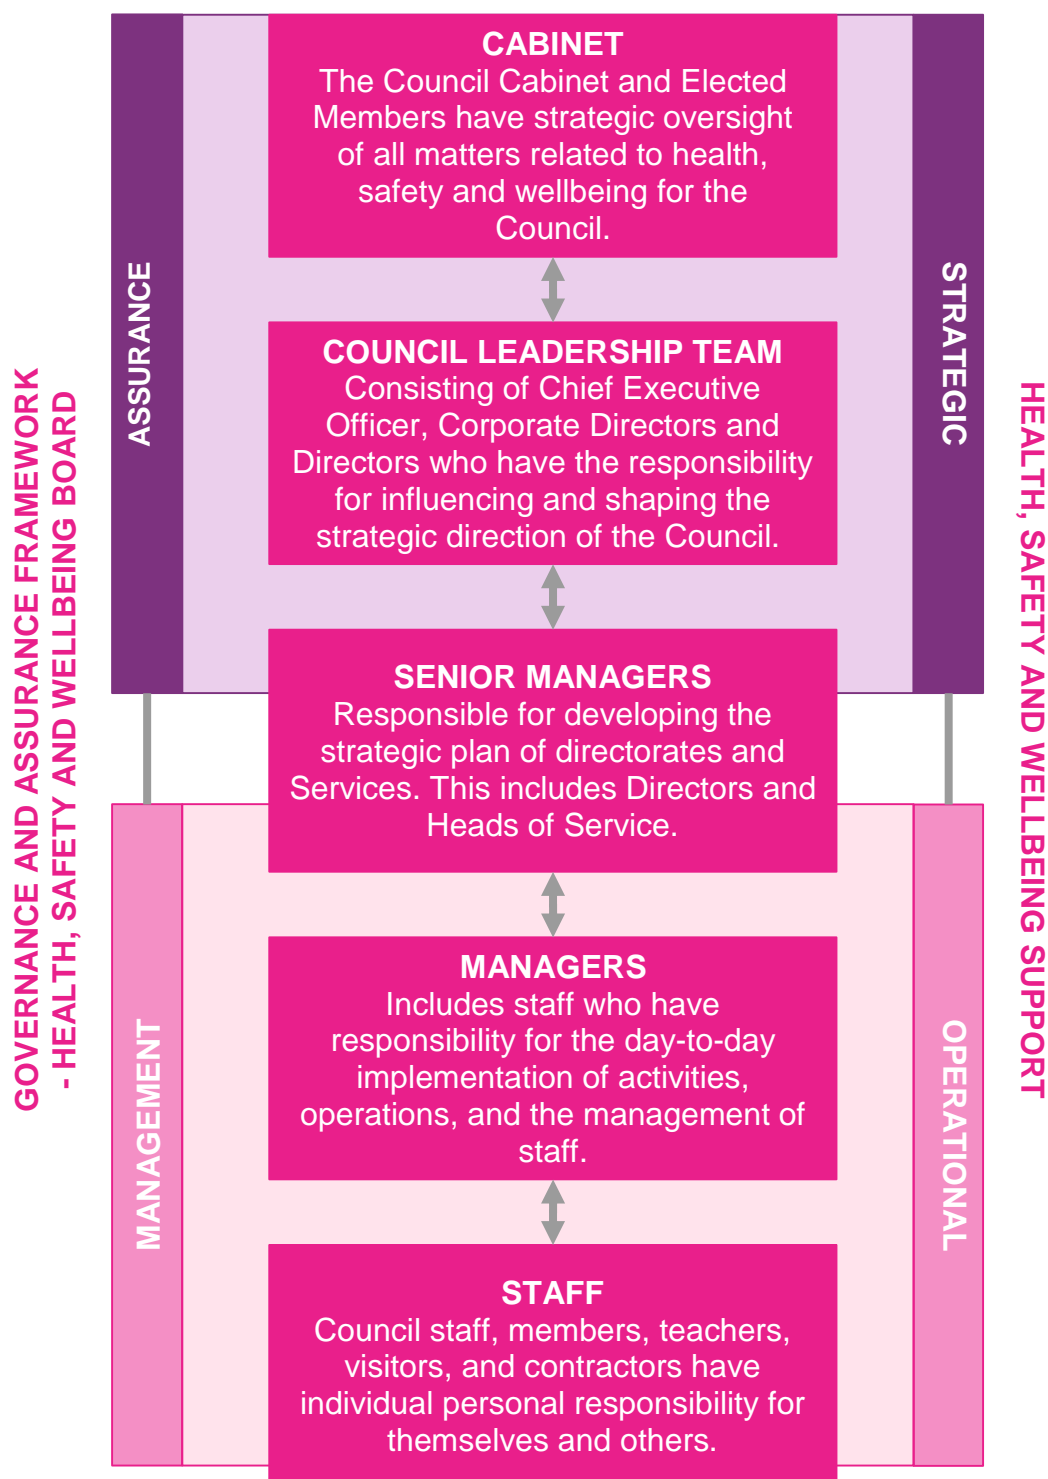 GOVERNANCE AND ASSURANCE FRAMEWORK
- HEALTH, SAFETY AND WELLBEING BOARD
ASSURANCE
MANAGEMENT
CABINET
The Council Cabinet and Elected
Members have strategic oversight
of all matters related to health,
safety and wellbeing for the
Council.
COUNCIL LEADERSHIP TEAM
Consisting of Chief Executive
Officer, Corporate Directors and
Directors who have the responsibility
for influencing and shaping the
strategic direction of the Council.
SENIOR MANAGERS
Responsible for developing the
strategic plan of directorates and
Services. This includes Directors and
Heads of Service.
MANAGERS
Includes staff who have
responsibility for the day-to-day
implementation of activities,
operations, and the management of
staff.
STAFF
Council staff, members, teachers,
visitors, and contractors have
individual personal responsibility for
themselves and others.
STRATEGIC
OPERATIONAL
HEALTH, SAFETY AND WELLBEING SUPPORT